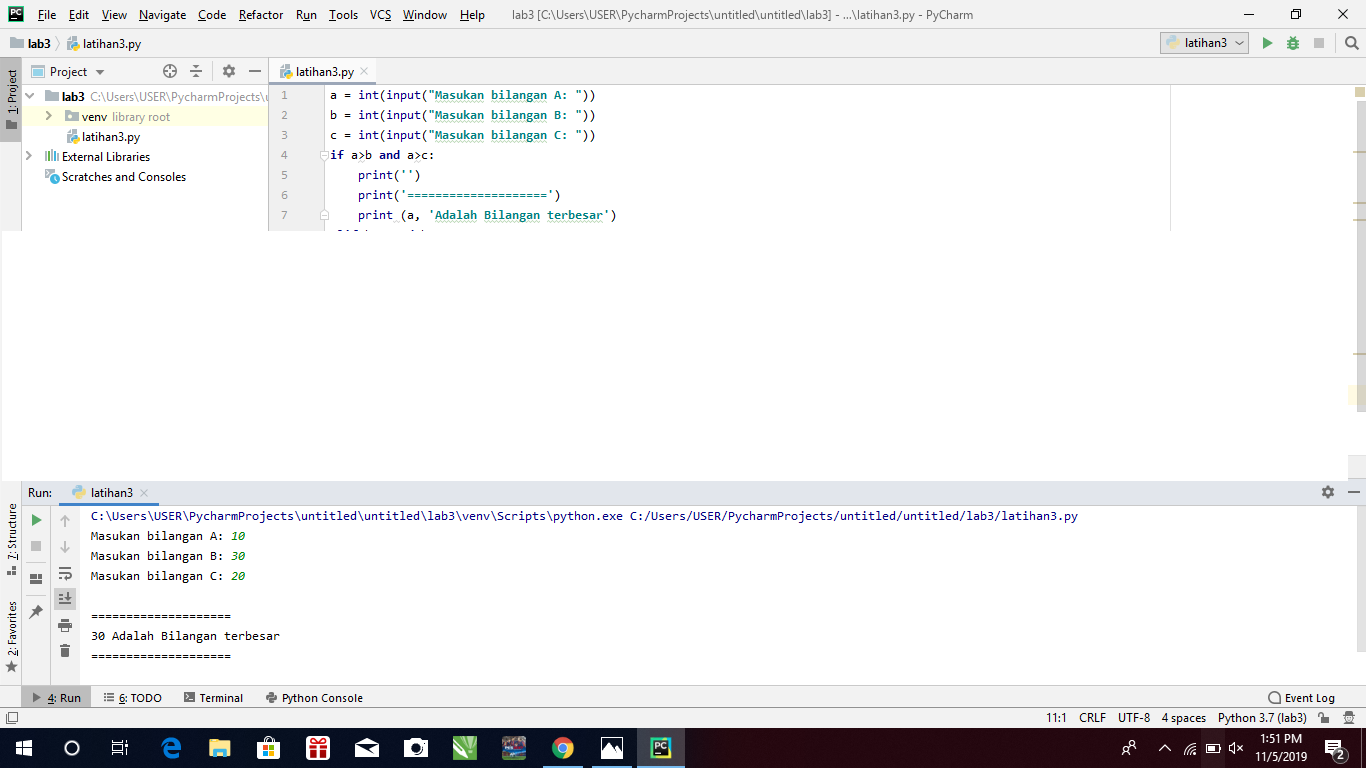 File Edit View Navigate Code Refactor Run Tools VCS Window Help lab3 [C:\Users\USER\PycharmProjects\untitled\untitled\lab3] - ...\latihan3.py - PyCharm
lab3 latihan3.py latihan3
1: Project
Project
latihan3.py
lab3 C:\Users\USER\PycharmProjects\
venv library root
latihan3.py
External Libraries
Scratches and Consoles
1 a = int(input("Masukan bilangan A: "))
2 b = int(input("Masukan bilangan B: "))
3 c = int(input("Masukan bilangan C: "))
4 if a>b and a>c:
5 print('')
6 print('====================')
7 print (a, 'Adalah Bilangan terbesar')
Run: latihan3
7: Structure
2: Favorites
C:\Users\USER\PycharmProjects\untitled\untitled\lab3\venv\Scripts\python.exe C:/Users/USER/PycharmProjects/untitled/untitled/lab3/latihan3.py
Masukan bilangan A: 10
Masukan bilangan B: 30
Masukan bilangan C: 20
====================
30 Adalah Bilangan terbesar
====================
4: Run 6: TODO Terminal Python Console Event Log
11:1 CRLF UTF-8 4 spaces Python 3.7 (lab3)
PC
1:51 PM
11/5/2019
2